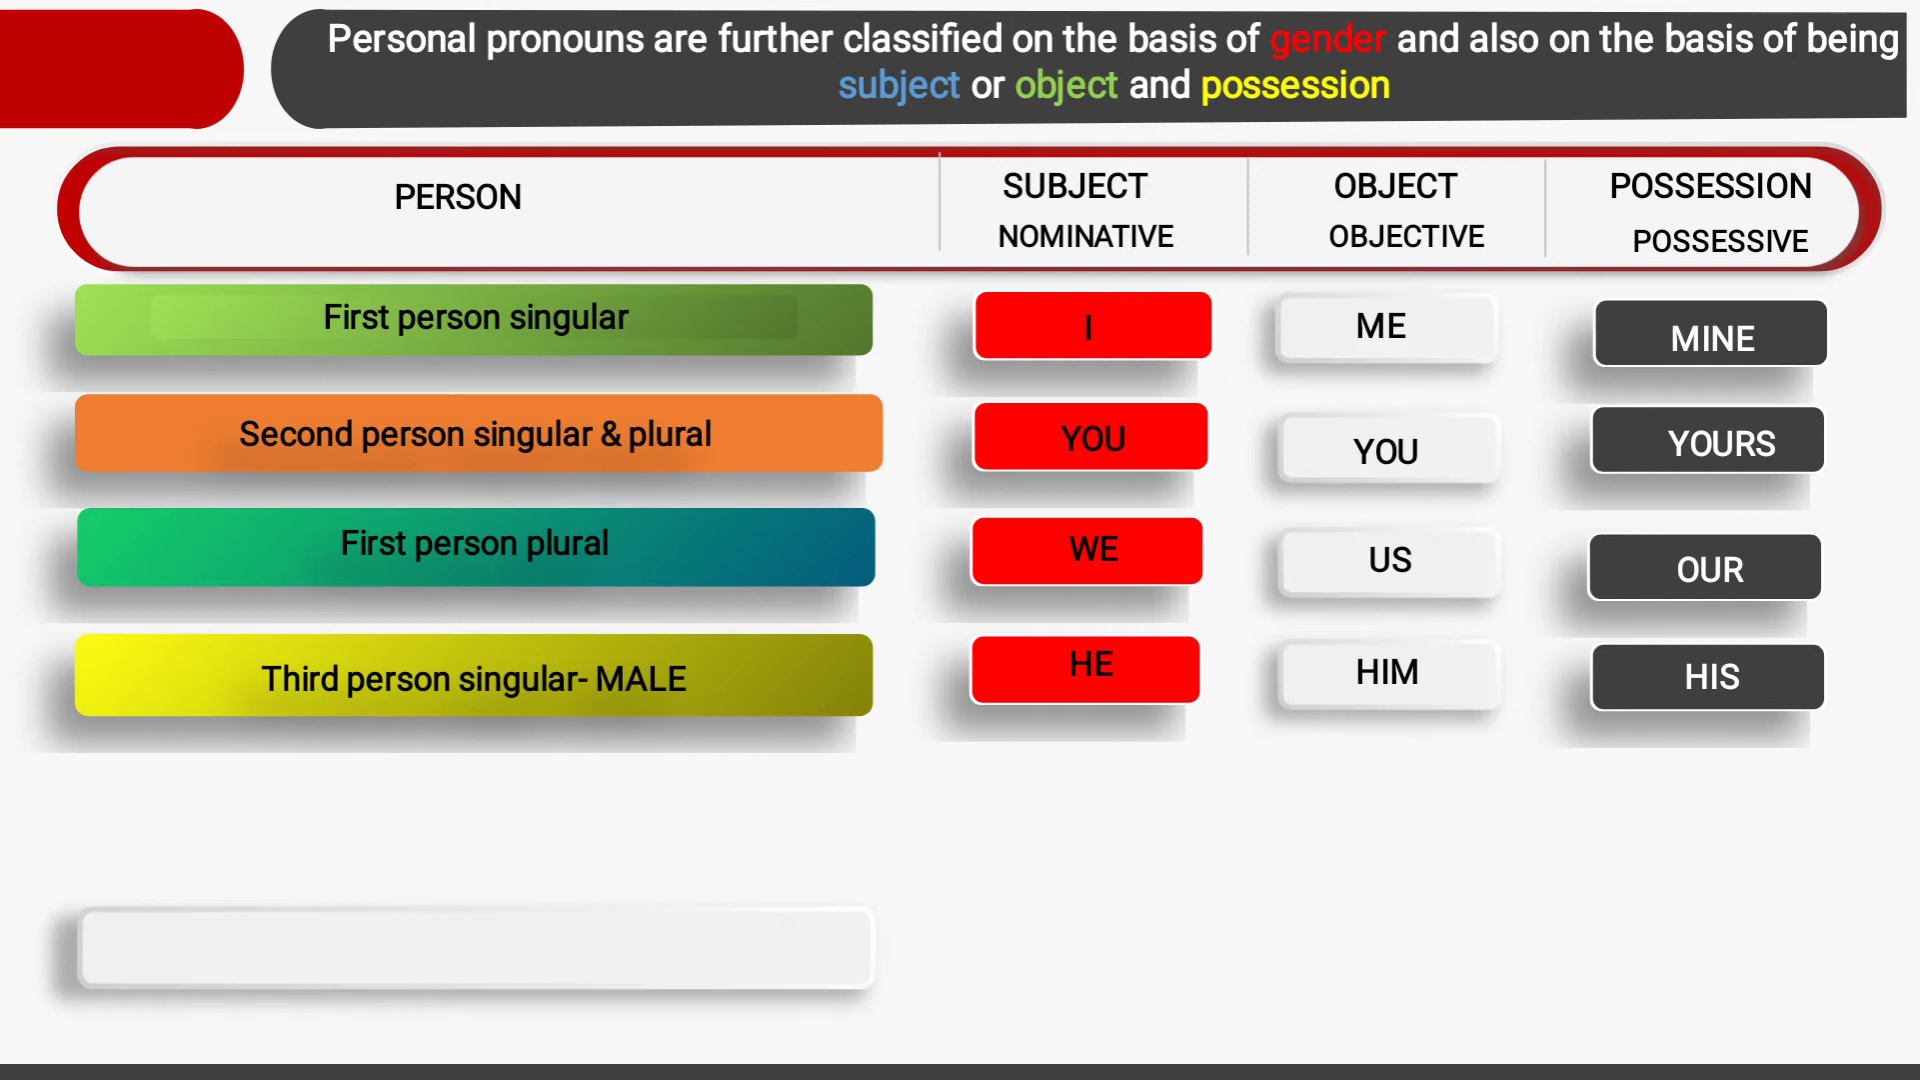 Personal pronouns are further classified on the basis of gender and also on the basis of being
subject or object and possession
PERSON
SUBJECT
NOMINATIVE
OBJECT
OBJECTIVE
POSSESSION
POSSESSIVE
First person singular
I
ME
MINE
Second person singular & plural
YOU
YOU
YOURS
First person plural
WE
US
OUR
Third person singular- MALE
HE
HIM
HIS